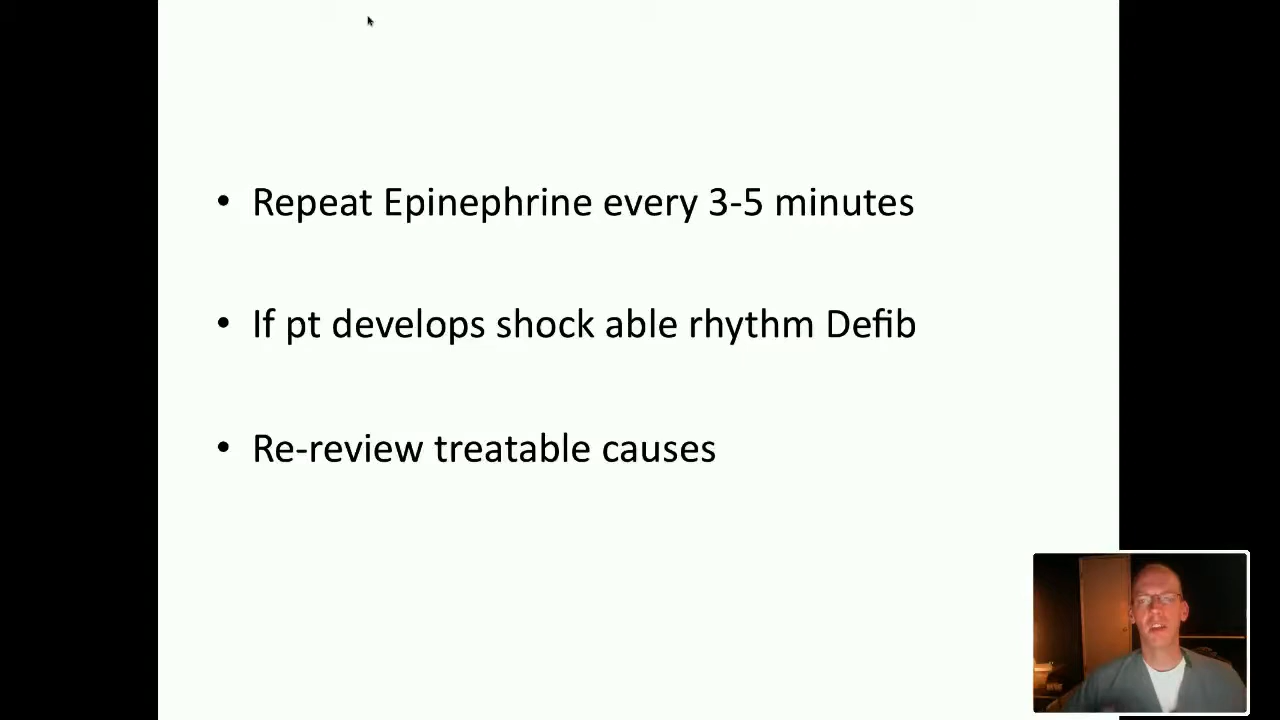 • Repeat Epinephrine every 3-5 minutes
• If pt develops shock able rhythm Defib
• Re-review treatable causes